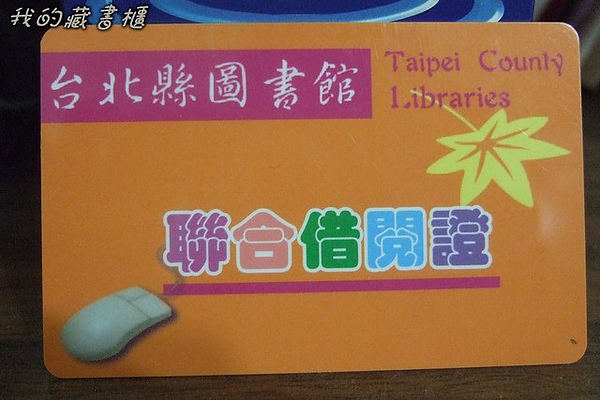 我的藏書櫃
台北縣圖書館
Taipei County
Libraries
聯合借閱證